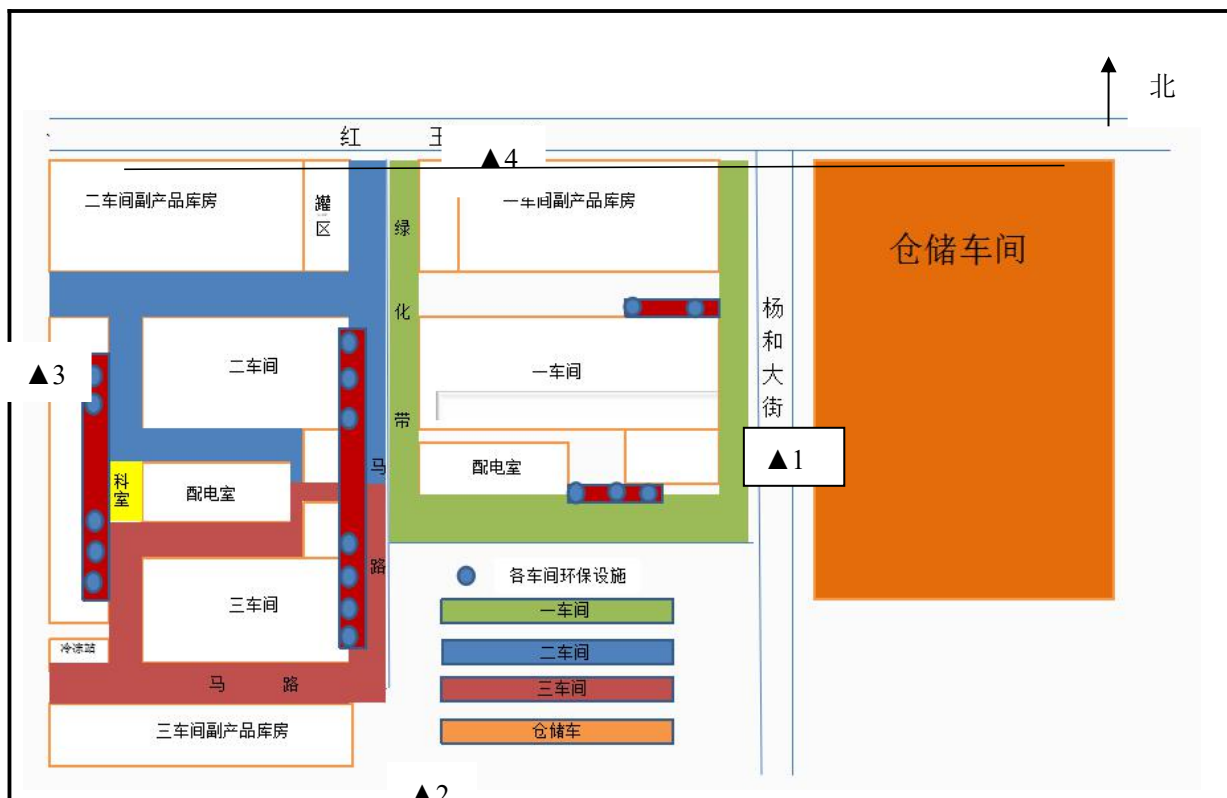 北
红
▲4
二车间副产品库房
罐区
一车间副产品库房
仓储车间
绿化带
杨和大街
▲3
二车间
一车间
▲1
科室
配电室
配电室
马路
各车间环保设施
三车间
一车间
冷冻站
二车间
马 路
三车间
三车间副产品库房
仓储车
▲2